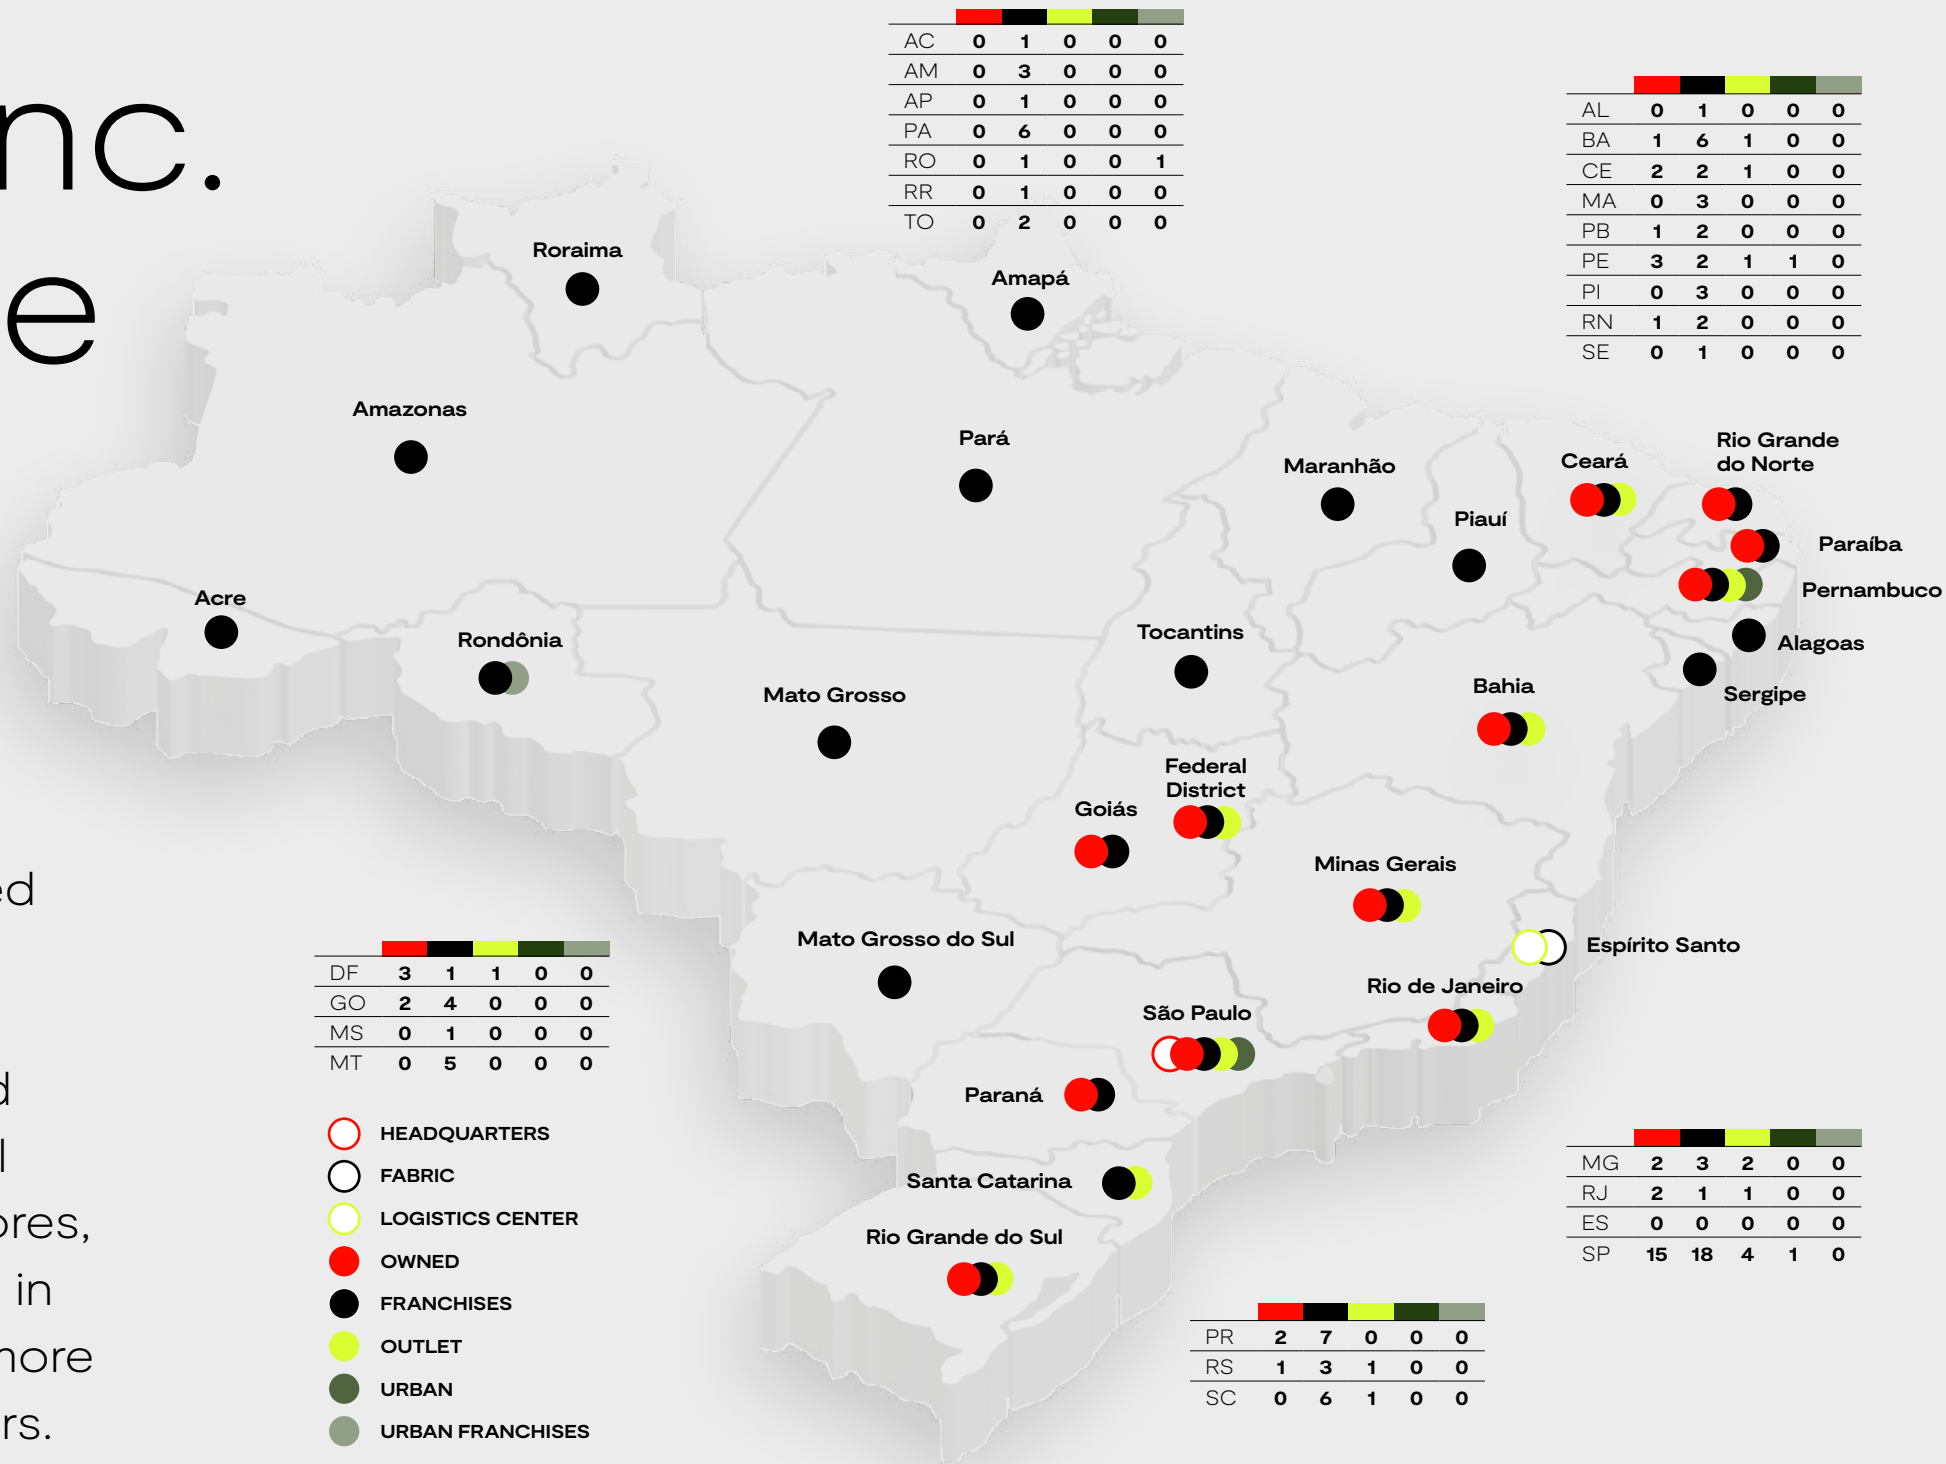 nc.
e
ed
d
l
ores,
in
more
rs.
AC 0 1 0 0 0
AM 0 3 0 0 0
AP 0 1 0 0 0
PA 0 6 0 0 0
RO 0 1 0 0 1
RR 0 1 0 0 0
TO 0 2 0 0 0
AL 0 1 0 0 0
BA 1 6 1 0 0
CE 2 2 1 0 0
MA 0 3 0 0 0
PB 1 2 0 0 0
PE 3 2 1 1 0
PI 0 3 0 0 0
RN 1 2 0 0 0
SE 0 1 0 0 0
Roraima
Amapá
Amazonas
Pará
Maranhão
Piauí
Ceará
Rio Grande
do Norte
Paraíba
Pernambuco
Alagoas
Sergipe
Acre
Rondônia
Tocantins
Mato Grosso
Bahia
Federal
District
Goiás
Minas Gerais
Mato Grosso do Sul
Espírito Santo
Rio de Janeiro
São Paulo
Paraná
Santa Catarina
Rio Grande do Sul
DF 3 1 1 0 0
GO 2 4 0 0 0
MS 0 1 0 0 0
MT 0 5 0 0 0
HEADQUARTERS
FABRIC
LOGISTICS CENTER
OWNED
FRANCHISES
OUTLET
URBAN
URBAN FRANCHISES
MG 2 3 2 0 0
RJ 2 1 1 0 0
ES 0 0 0 0 0
SP 15 18 4 1 0
PR 2 7 0 0 0
RS 1 3 1 0 0
SC 0 6 1 0 0